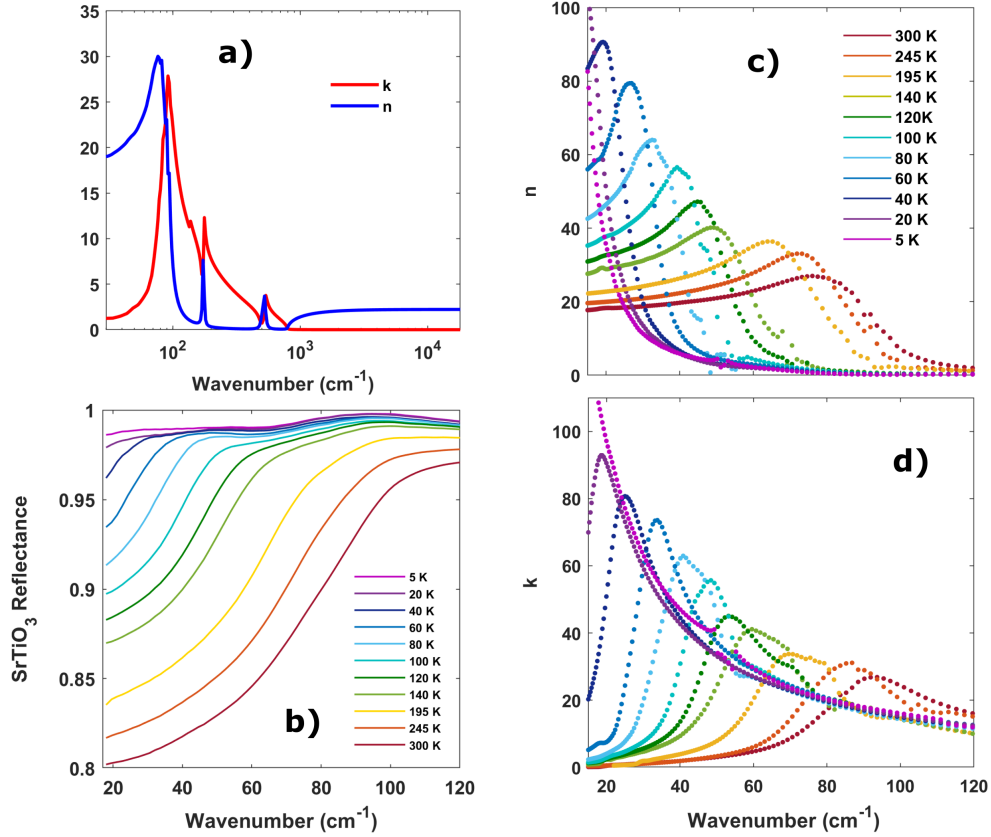 a)
35
30
25
20
15
10
5
0
k
n
10²
10³
10⁴
Wavenumber (cm⁻¹)
b)
SrTiO₃ Reflectance
1
0.95
0.9
0.85
0.8
5 K
20 K
40 K
60 K
80 K
100 K
120 K
140 K
195 K
245 K
300 K
20 40 60 80 100 120
Wavenumber (cm⁻¹)
c)
n
100
80
60
40
20
0
300 K
245 K
195 K
140 K
120K
100 K
80 K
60 K
40 K
20 K
5 K
20 40 60 80 100 120
d)
k
100
80
60
40
20
0
20 40 60 80 100 120
Wavenumber (cm⁻¹)